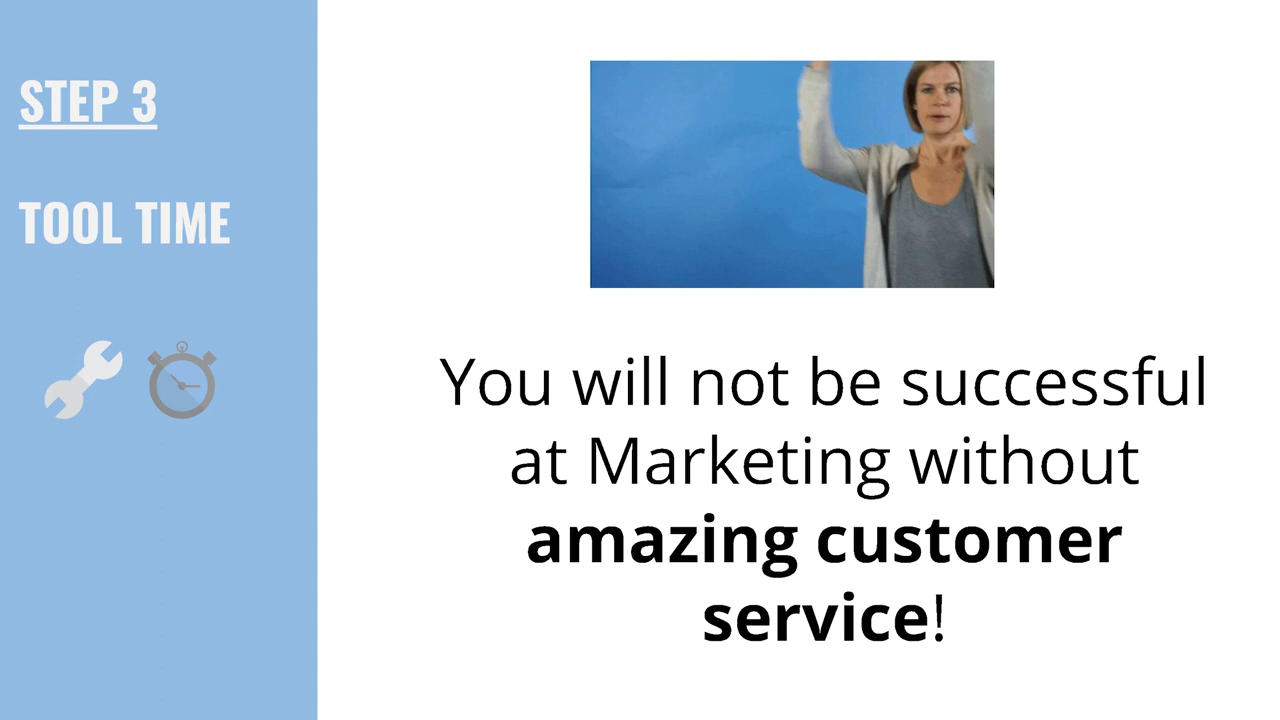 STEP 3
TOOL TIME
You will not be successful
at Marketing without
amazing customer
service!